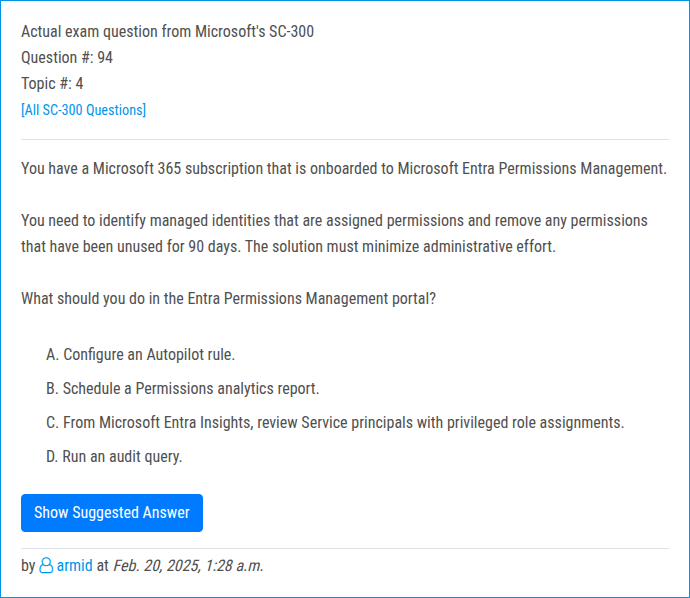 Actual exam question from Microsoft's SC-300
Question #: 94
Topic #: 4
[All SC-300 Questions]
You have a Microsoft 365 subscription that is onboarded to Microsoft Entra Permissions Management.
You need to identify managed identities that are assigned permissions and remove any permissions
that have been unused for 90 days. The solution must minimize administrative effort.
What should you do in the Entra Permissions Management portal?
A. Configure an Autopilot rule.
B. Schedule a Permissions analytics report.
C. From Microsoft Entra Insights, review Service principals with privileged role assignments.
D. Run an audit query.
Show Suggested Answer
by armid at Feb. 20, 2025, 1:28 a.m.